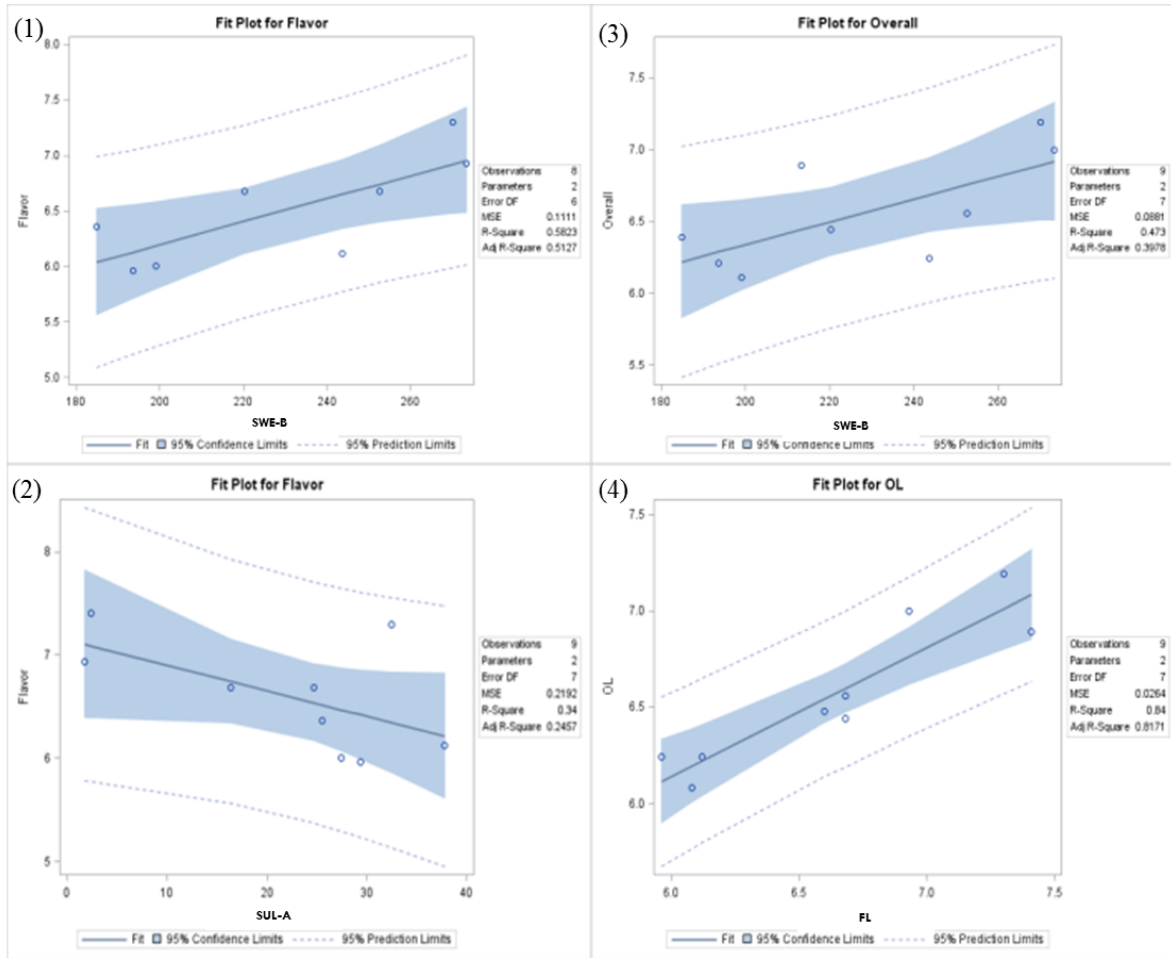 (1)
Fit Plot for Flavor
Flavor
8.0
7.5
7.0
6.5
6.0
5.5
5.0
180 200 220 240 260
SWE-B
Observations 8
Parameters 2
Error DF 6
MSE 0.1111
R-Square 0.5823
Adj R-Square 0.5127
Fit 95% Confidence Limits 95% Prediction Limits
(3)
Fit Plot for Overall
Overall
7.5
7.0
6.5
6.0
5.5
180 200 220 240 260
SWE-B
Observations 9
Parameters 2
Error DF 7
MSE 0.0881
R-Square 0.473
Adj R-Square 0.3978
Fit 95% Confidence Limits 95% Prediction Limits
(2)
Fit Plot for Flavor
Flavor
8
7
6
5
0 10 20 30 40
SUL-A
Observations 9
Parameters 2
Error DF 7
MSE 0.2192
R-Square 0.34
Adj R-Square 0.2457
Fit 95% Confidence Limits 95% Prediction Limits
(4)
Fit Plot for OL
OL
7.5
7.0
6.5
6.0
6.0 6.5 7.0 7.5
FL
Observations 9
Parameters 2
Error DF 7
MSE 0.0264
R-Square 0.84
Adj R-Square 0.8171
Fit 95% Confidence Limits 95% Prediction Limits